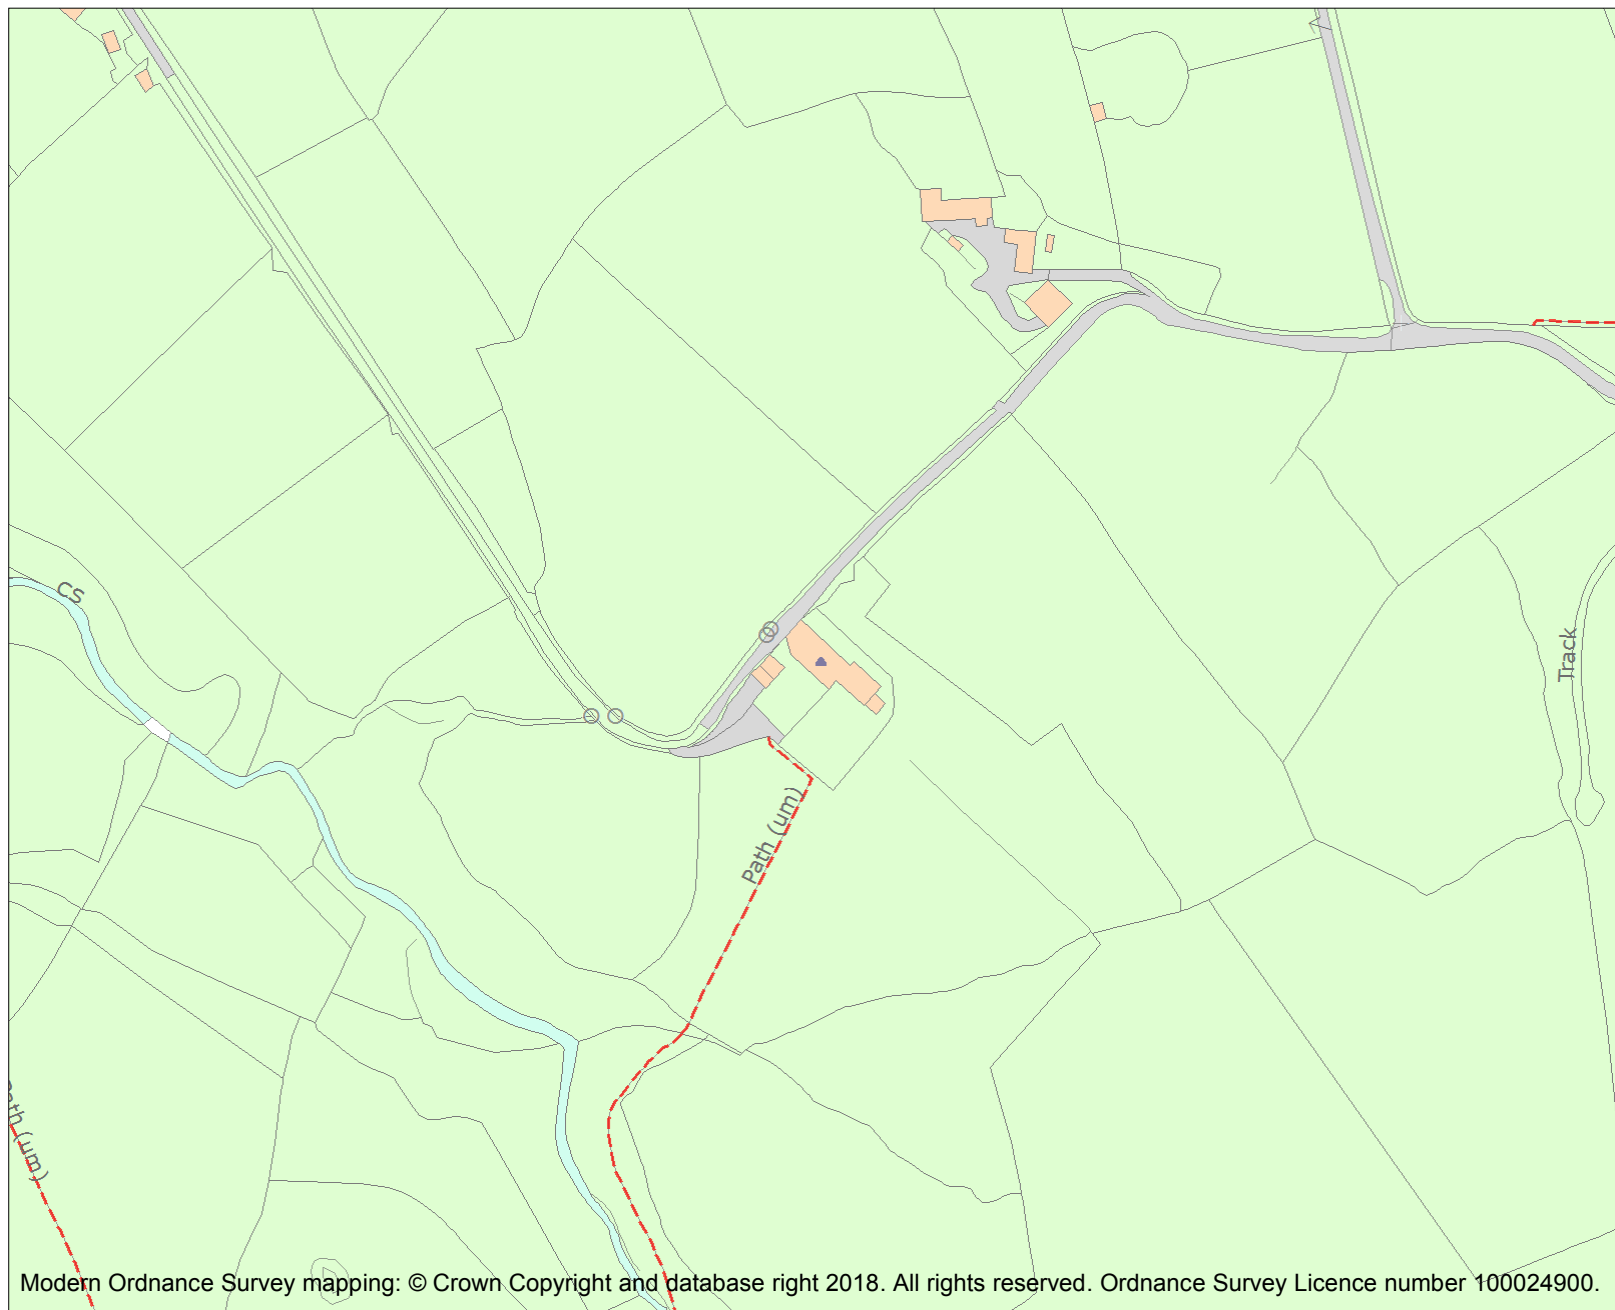 CS
Track
Path (um)
Path (um)
Modern Ordnance Survey mapping: © Crown Copyright and database right 2018. All rights reserved. Ordnance Survey Licence number 100024900.